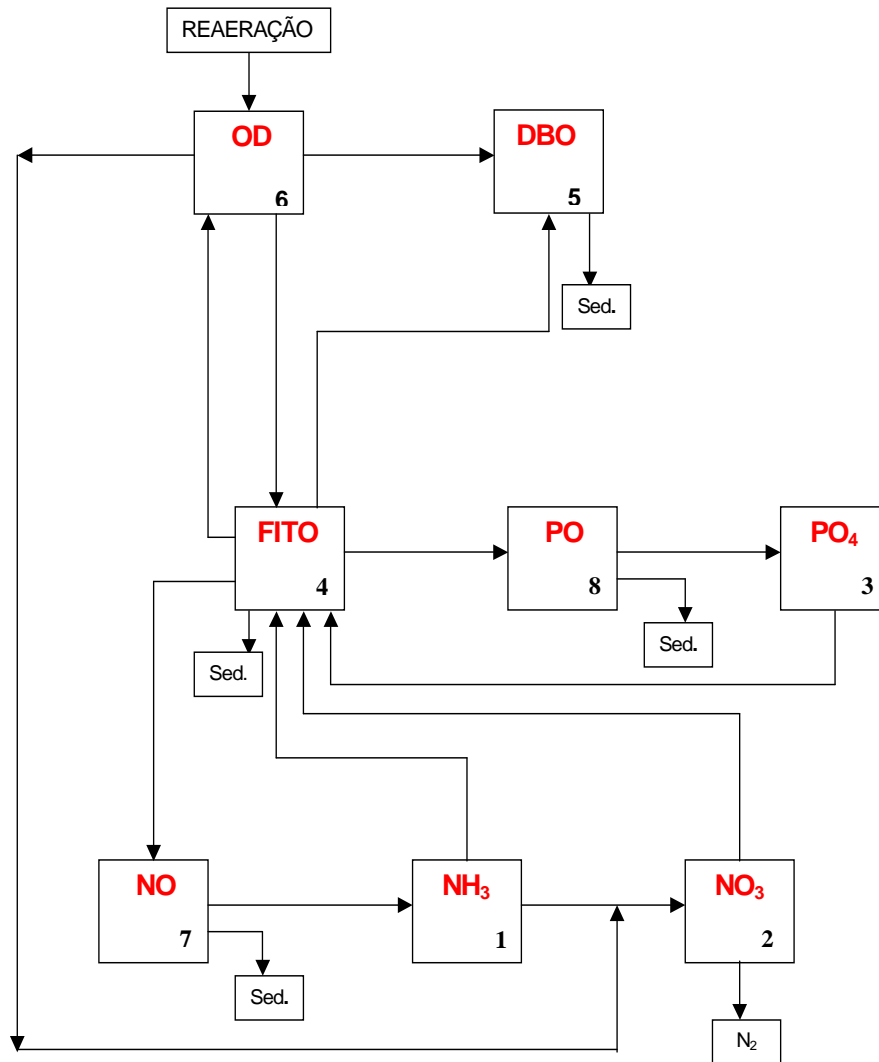 REAERAÇÃO
OD
6
DBO
5
Sed.
FITO
4
PO
8
PO₄
3
Sed.
Sed.
NO
7
NH₃
1
NO₃
2
Sed.
N₂